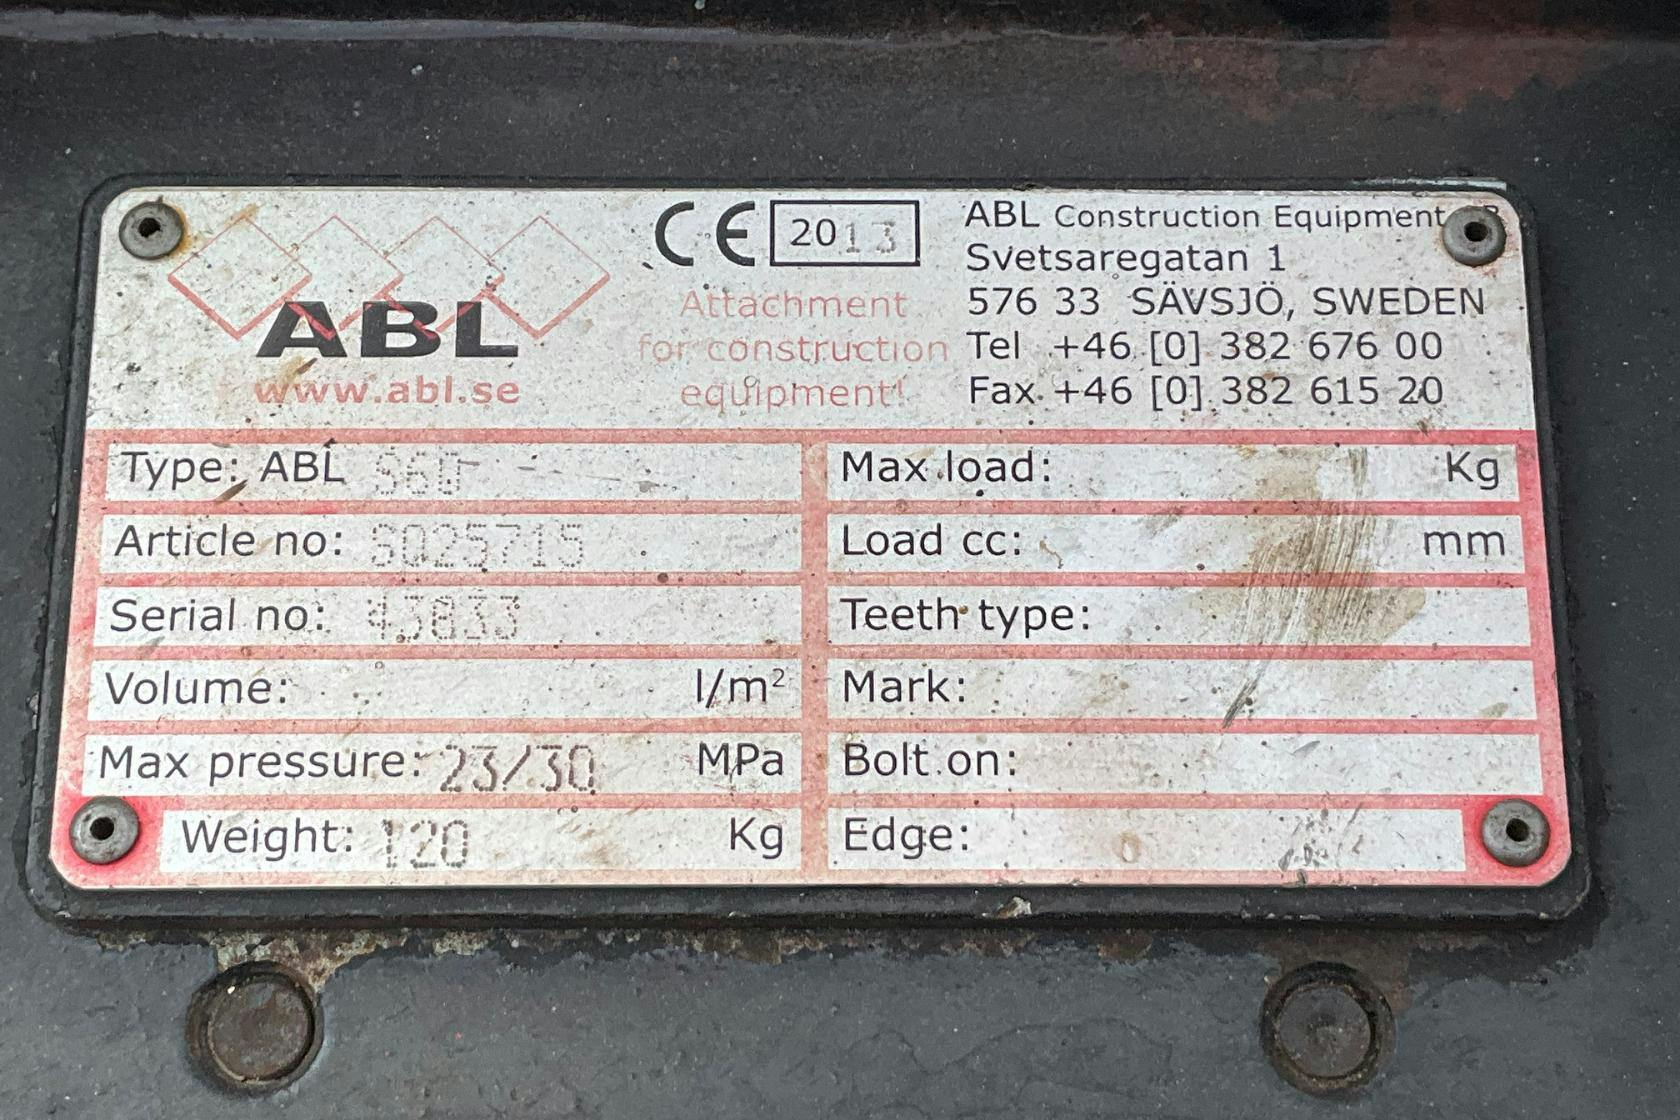 ABL
www.abl.se
CE 2013
Attachment
for construction
equipment!
ABL Construction Equipment
Svetsaregatan 1
576 33 SÄVSJÖ, SWEDEN
Tel +46 [0] 382 676 00
Fax +46 [0] 382 615 20
Type: ABL S60
Article no: SQ25715
Serial no: 43833
Volume: l/m²
Max pressure: 23/30 MPa
Weight: 120 Kg
Max load: Kg
Load cc: mm
Teeth type:
Mark:
Bolt on:
Edge: